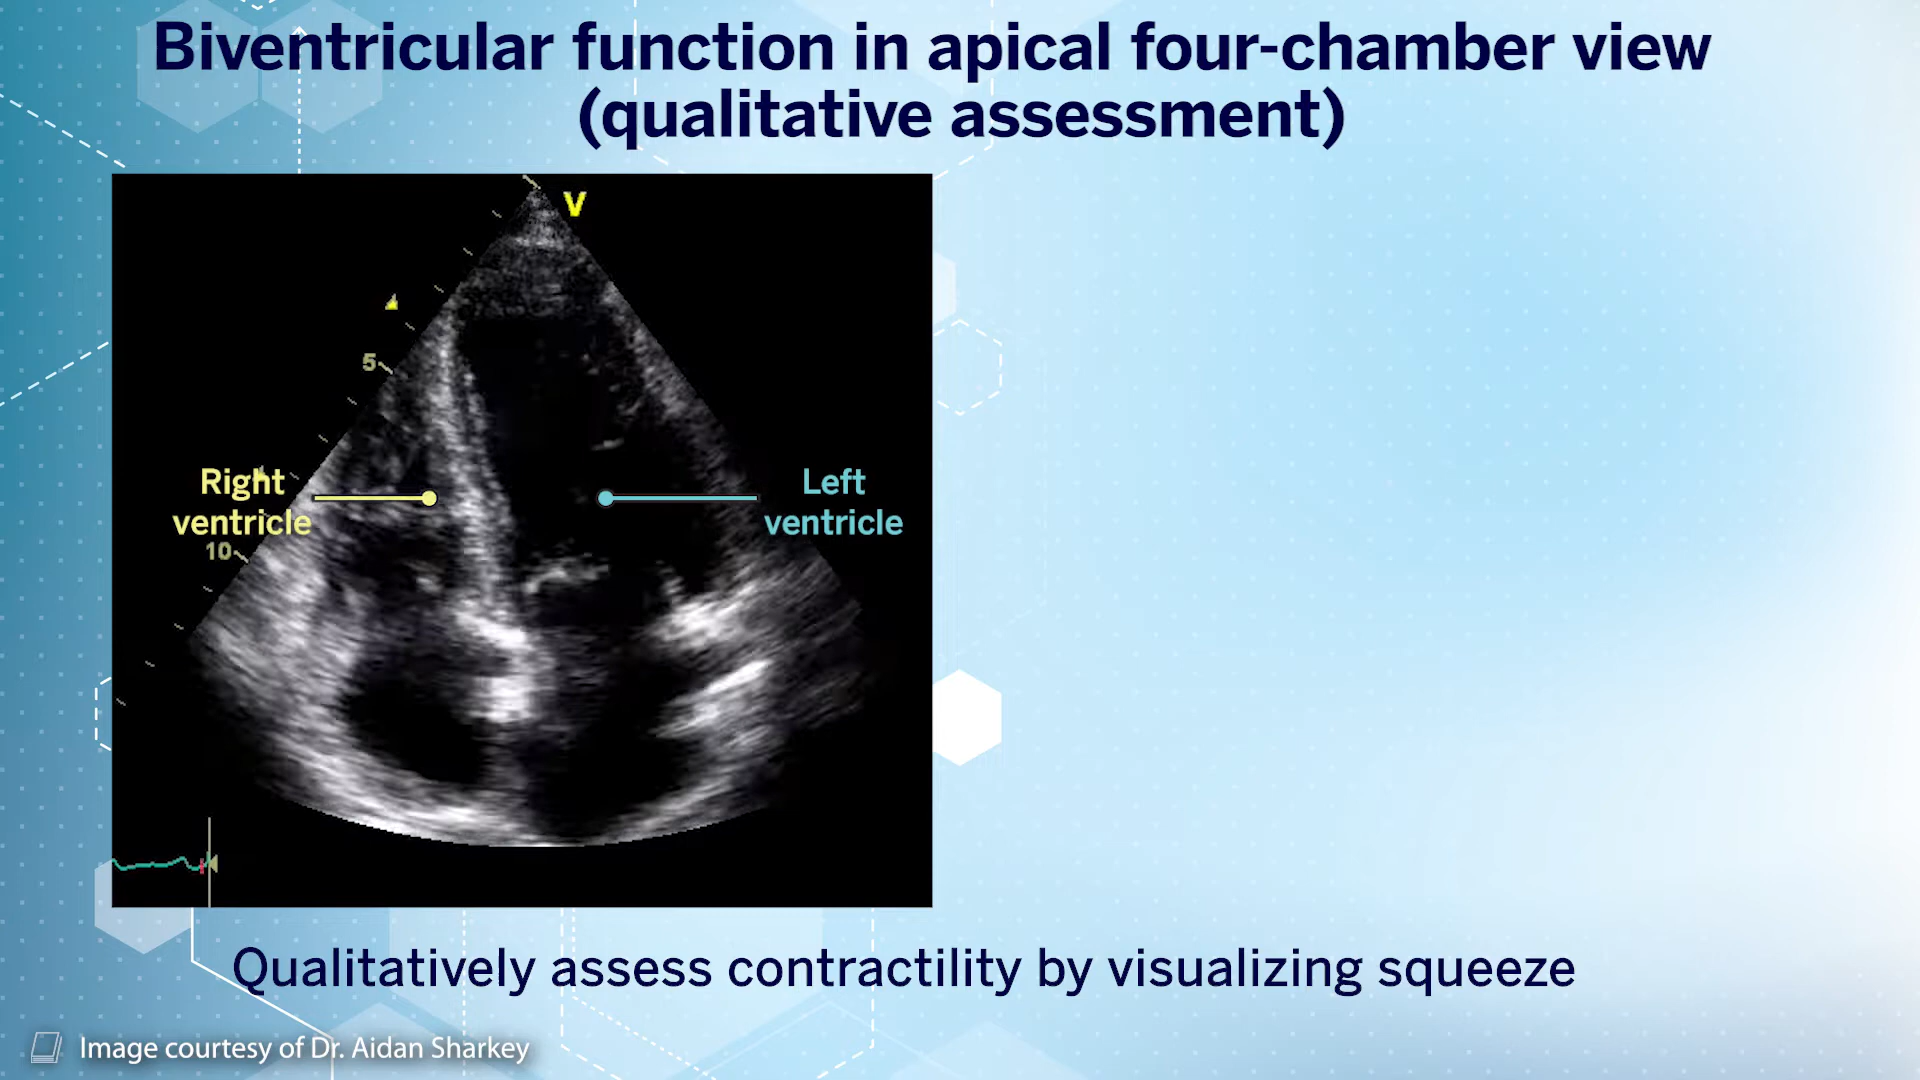 Biventricular function in apical four-chamber view
(qualitative assessment)
V
5
Right
ventricle
Left
ventricle
10
Qualitatively assess contractility by visualizing squeeze
Image courtesy of Dr. Aidan Sharkey